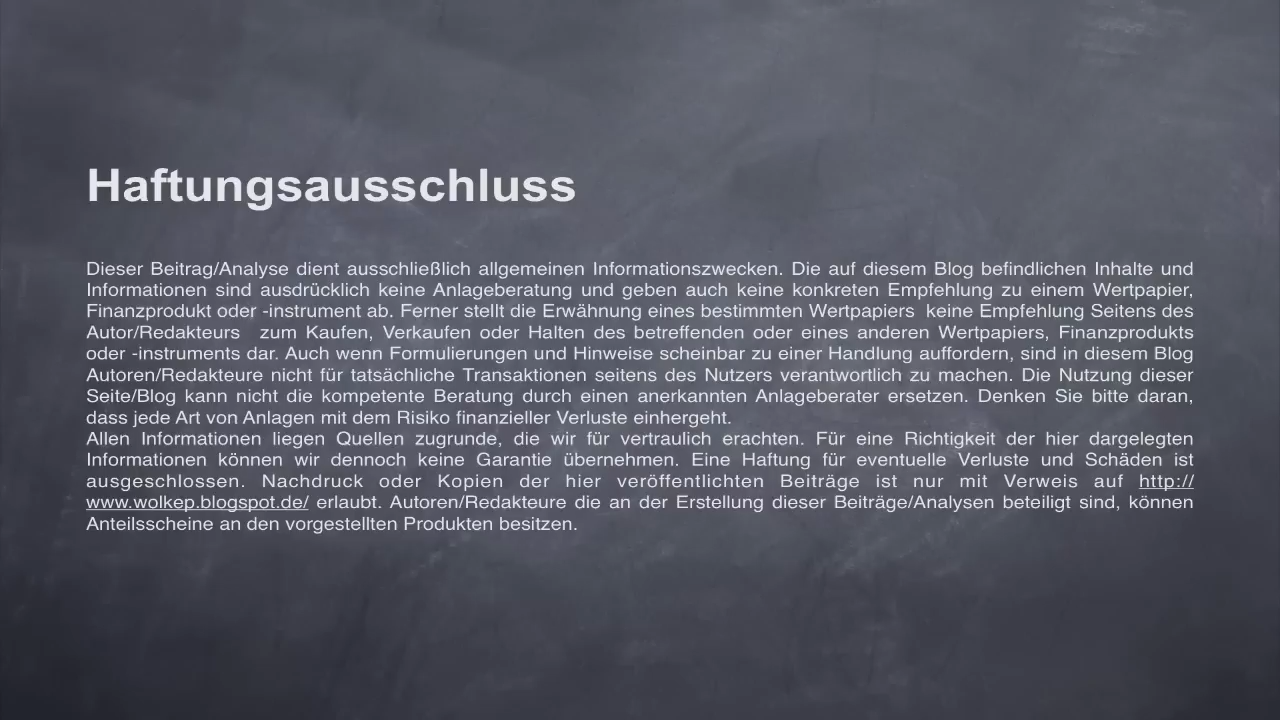 Haftungsausschluss
Dieser Beitrag/Analyse dient ausschließlich allgemeinen Informationszwecken. Die auf diesem Blog befindlichen Inhalte und
Informationen sind ausdrücklich keine Anlageberatung und geben auch keine konkreten Empfehlung zu einem Wertpapier,
Finanzprodukt oder -instrument ab. Ferner stellt die Erwähnung eines bestimmten Wertpapiers  keine Empfehlung Seitens des
Autor/Redakteurs  zum Kaufen, Verkaufen oder Halten des betreffenden oder eines anderen Wertpapiers, Finanzprodukts
oder -instruments dar. Auch wenn Formulierungen und Hinweise scheinbar zu einer Handlung auffordern, sind in diesem Blog
Autoren/Redakteure nicht für tatsächliche Transaktionen seitens des Nutzers verantwortlich zu machen. Die Nutzung dieser
Seite/Blog kann nicht die kompetente Beratung durch einen anerkannten Anlageberater ersetzen. Denken Sie bitte daran,
dass jede Art von Anlagen mit dem Risiko finanzieller Verluste einhergeht.
Allen Informationen liegen Quellen zugrunde, die wir für vertraulich erachten. Für eine Richtigkeit der hier dargelegten
Informationen können wir dennoch keine Garantie übernehmen. Eine Haftung für eventuelle Verluste und Schäden ist
ausgeschlossen. Nachdruck oder Kopien der hier veröffentlichten Beiträge ist nur mit Verweis auf http://
www.wolkep.blogspot.de/ erlaubt. Autoren/Redakteure die an der Erstellung dieser Beiträge/Analysen beteiligt sind, können
Anteilsscheine an den vorgestellten Produkten besitzen.